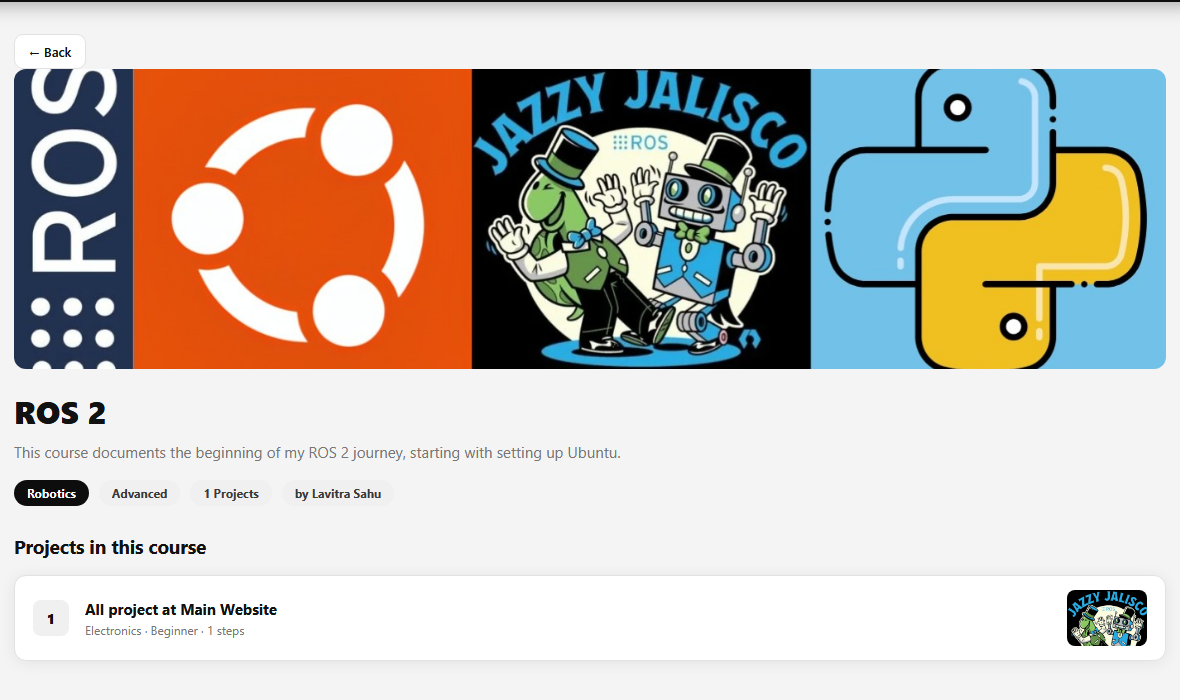 ← Back
ROS
JAZZY JALISCO
ROS
ROS 2
This course documents the beginning of my ROS 2 journey, starting with setting up Ubuntu.
Robotics
Advanced
1 Projects
by Lavitra Sahu
Projects in this course
1
All project at Main Website
Electronics · Beginner · 1 steps
JAZZY JALISCO